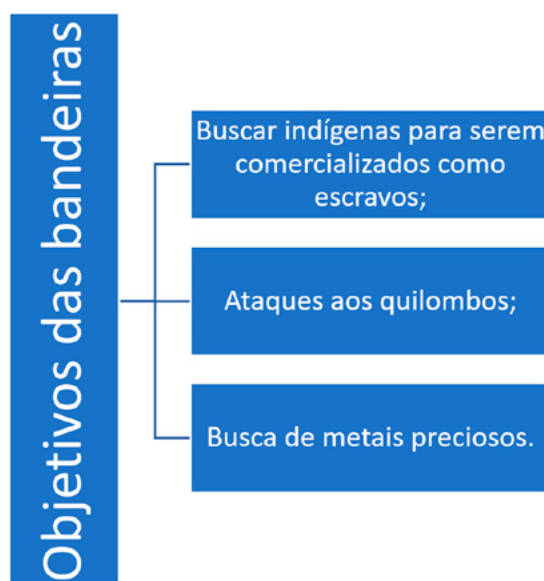 Objetivos das bandeiras
Buscar indígenas para serem
comercializados como
escravos;
Ataques aos quilombos;
Busca de metais preciosos.